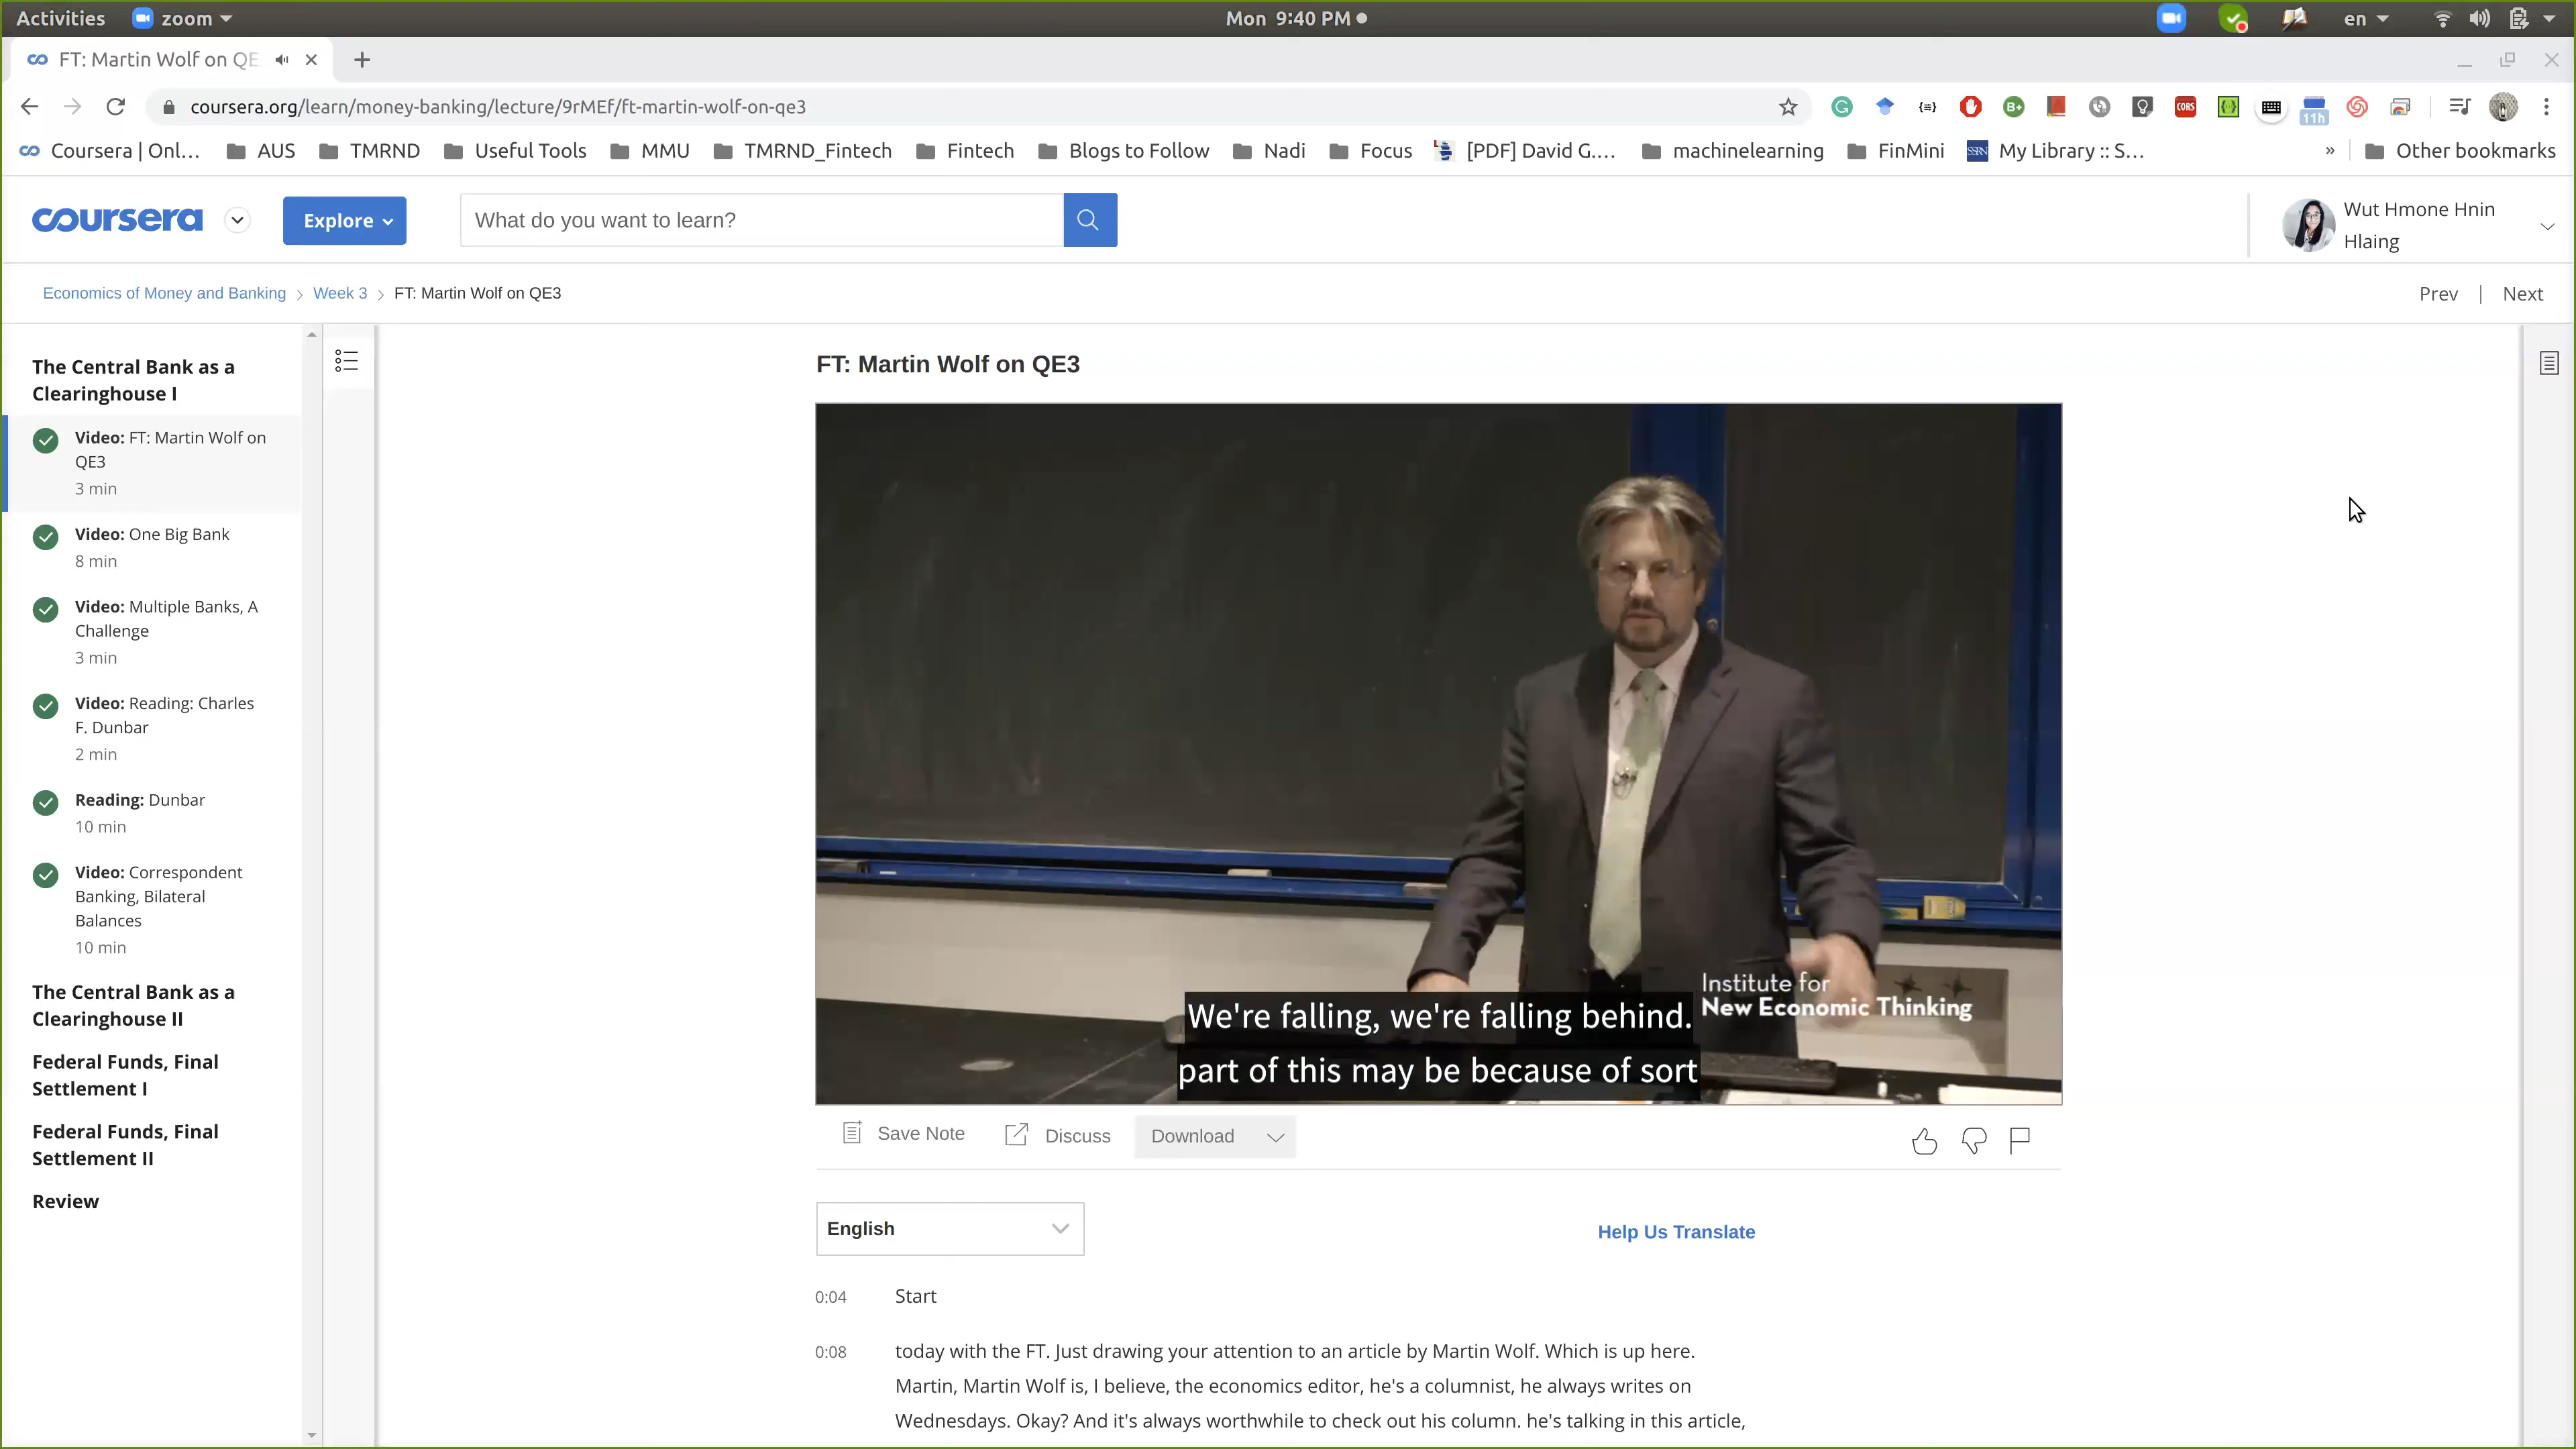 Activities
zoom
Mon 9:40 PM
en
FT: Martin Wolf on QE
coursera.org/learn/money-banking/lecture/9rMEf/ft-martin-wolf-on-qe3
B+
CORS
11h
Coursera | Onl...
AUS
TMRND
Useful Tools
MMU
TMRND_Fintech
Fintech
Blogs to Follow
Nadi
Focus
[PDF] David G....
machinelearning
FinMini
SSRN
My Library :: S...
»
Other bookmarks
coursera
Explore
What do you want to learn?
Wut Hmone Hnin
Hlaing
Economics of Money and Banking > Week 3 > FT: Martin Wolf on QE3
Prev | Next
The Central Bank as a
Clearinghouse I
Video: FT: Martin Wolf on
QE3
3 min
Video: One Big Bank
8 min
Video: Multiple Banks, A
Challenge
3 min
Video: Reading: Charles
F. Dunbar
2 min
Reading: Dunbar
10 min
Video: Correspondent
Banking, Bilateral
Balances
10 min
The Central Bank as a
Clearinghouse II
Federal Funds, Final
Settlement I
Federal Funds, Final
Settlement II
Review
FT: Martin Wolf on QE3
Institute for
New Economic Thinking
We're falling, we're falling behind.
part of this may be because of sort
Save Note
Discuss
Download
English
Help Us Translate
0:04 Start
0:08 today with the FT. Just drawing your attention to an article by Martin Wolf. Which is up here.
Martin, Martin Wolf is, I believe, the economics editor, he's a columnist, he always writes on
Wednesdays. Okay? And it's always worthwhile to check out his column. he's talking in this article,